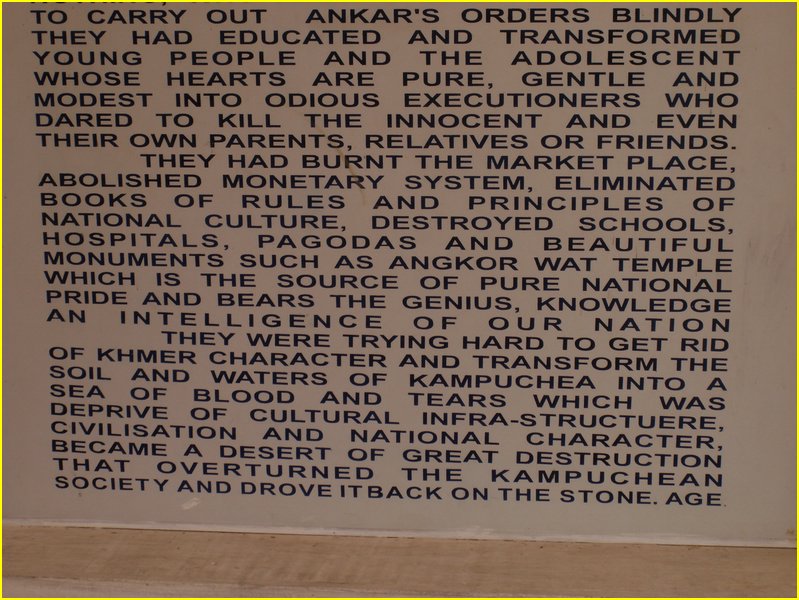 TO CARRY OUT ANKAR'S ORDERS BLINDLY
THEY HAD EDUCATED AND TRANSFORMED
YOUNG PEOPLE AND THE ADOLESCENT
WHOSE HEARTS ARE PURE, GENTLE AND
MODEST INTO ODIOUS EXECUTIONERS WHO
DARED TO KILL THE INNOCENT AND EVEN
THEIR OWN PARENTS, RELATIVES OR FRIENDS.
THEY HAD BURNT THE MARKET PLACE,
ABOLISHED MONETARY SYSTEM, ELIMINATED
BOOKS OF RULES AND PRINCIPLES OF
NATIONAL CULTURE, DESTROYED SCHOOLS,
HOSPITALS, PAGODAS AND BEAUTIFUL
MONUMENTS SUCH AS ANGKOR WAT TEMPLE
WHICH IS THE SOURCE OF PURE NATIONAL
PRIDE AND BEARS THE GENIUS, KNOWLEDGE
AN INTELLIGENCE OF OUR NATION
THEY WERE TRYING HARD TO GET RID
OF KHMER CHARACTER AND TRANSFORM THE
SOIL AND WATERS OF KAMPUCHEA INTO A
SEA OF BLOOD AND TEARS WHICH WAS
DEPRIVE OF CULTURAL INFRA-STRUCTUERE,
CIVILISATION AND NATIONAL CHARACTER,
BECAME A DESERT OF GREAT DESTRUCTION
THAT OVERTURNED THE KAMPUCHEAN
SOCIETY AND DROVE IT BACK ON THE STONE. AGE